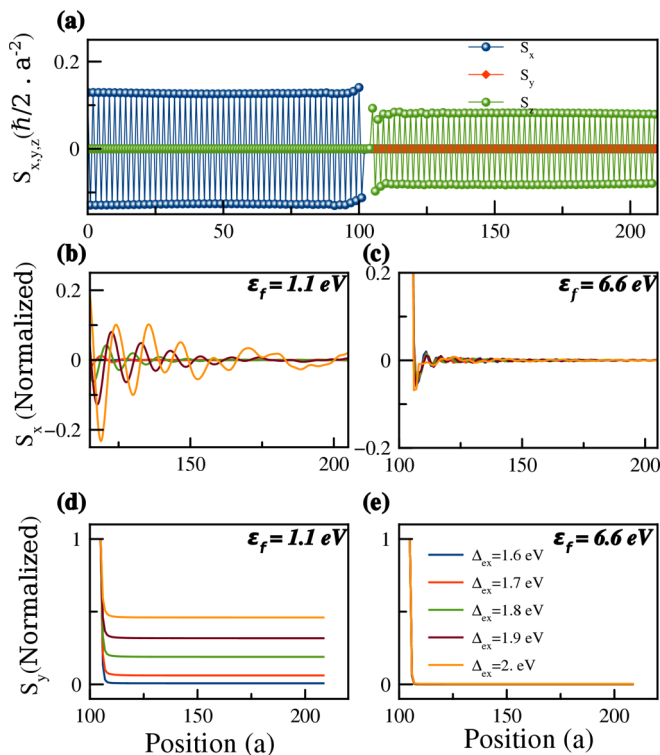 (a)
S_x,y,z(ℏ/2 . a^-2)
0.2
0
S_x
S_y
S_z
0 50 100 150 200
(b)
ε_f = 1.1 eV
S_x(Normalized)
0.2
0
−0.2
150 200
(c)
ε_f = 6.6 eV
0.2
0
−0.2
100 150 200
(d)
ε_f = 1.1 eV
S_y(Normalized)
1
0
100 150 200
Position (a)
(e)
ε_f = 6.6 eV
1
0
Δ_ex=1.6 eV
Δ_ex=1.7 eV
Δ_ex=1.8 eV
Δ_ex=1.9 eV
Δ_ex=2. eV
100 150 200
Position (a)